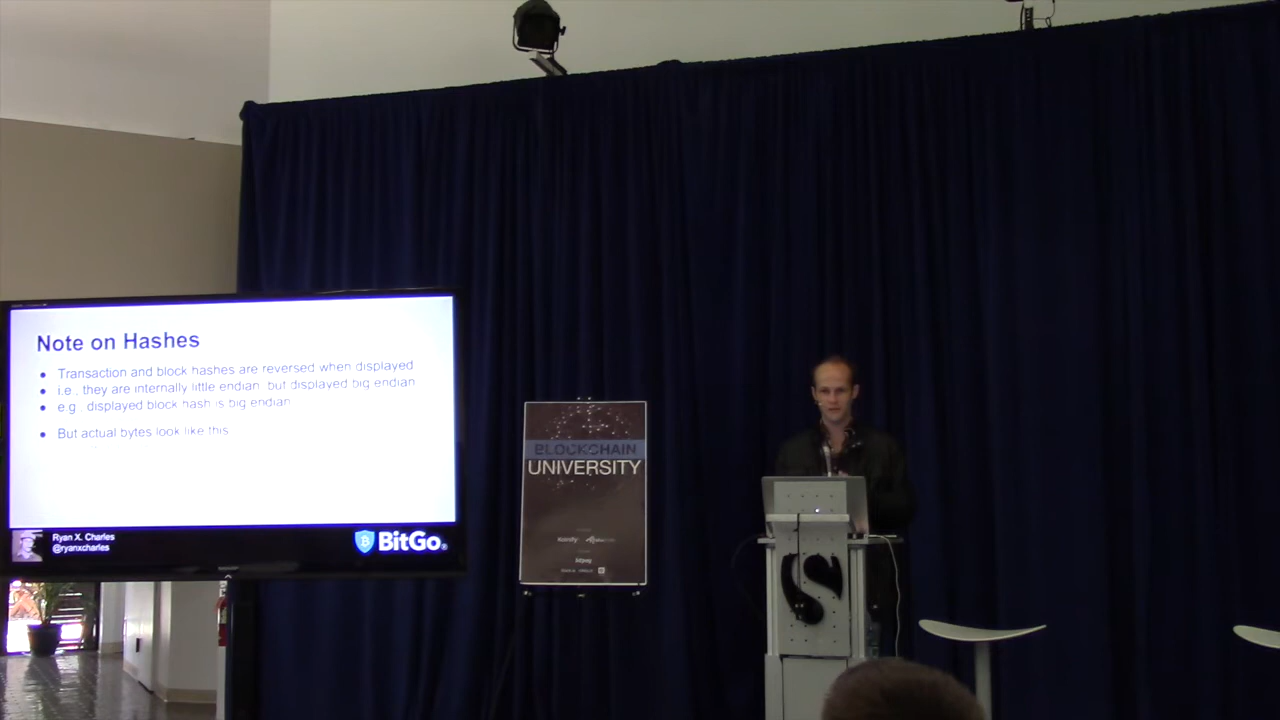 Note on Hashes
• Transaction and block hashes are reversed when displayed
• i.e., they are internally little endian, but displayed big endian
• e.g., displayed block hash is big endian
• But actual bytes look like this
Ryan X. Charles
@ryanxcharles
BitGo®
BLOCKCHAIN
UNIVERSITY
bitpay
S